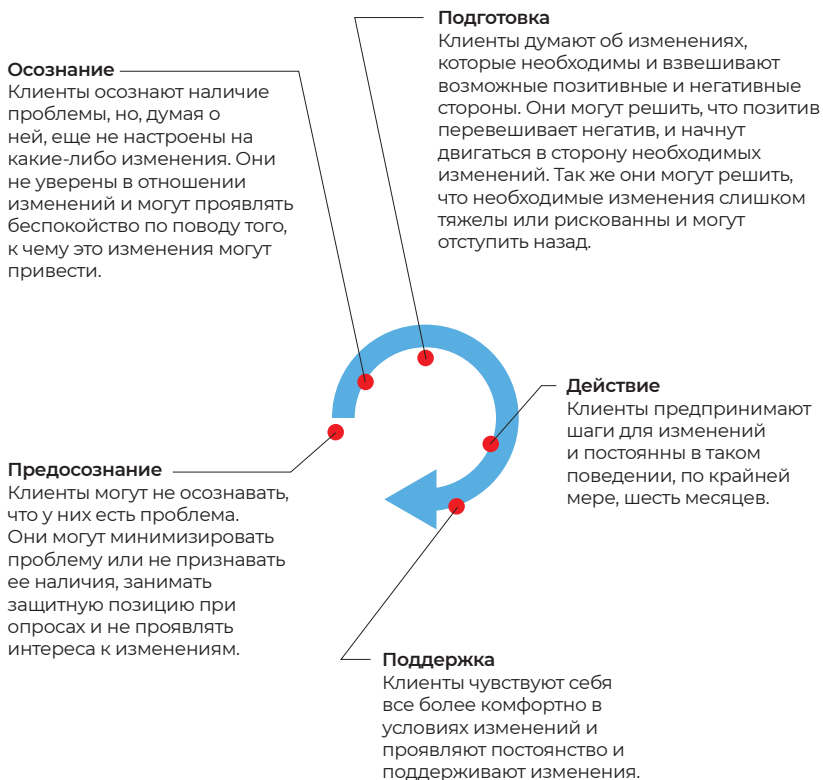 Подготовка
Клиенты думают об изменениях,
которые необходимы и взвешивают
возможные позитивные и негативные
стороны. Они могут решить, что позитив
перевешивает негатив, и начнут
двигаться в сторону необходимых
изменений. Так же они могут решить,
что необходимые изменения слишком
тяжелы или рискованны и могут
отступить назад.
Осознание
Клиенты осознают наличие
проблемы, но, думая о
ней, еще не настроены на
какие-либо изменения. Они
не уверены в отношении
изменений и могут проявлять
беспокойство по поводу того,
к чему это изменения могут
привести.
Действие
Клиенты предпринимают
шаги для изменений
и постоянны в таком
поведении, по крайней
мере, шесть месяцев.
Предосознание
Клиенты могут не осознавать,
что у них есть проблема.
Они могут минимизировать
проблему или не признавать
ее наличия, занимать
защитную позицию при
опросах и не проявлять
интереса к изменениям.
Поддержка
Клиенты чувствуют себя
все более комфортно в
условиях изменений и
проявляют постоянство и
поддерживают изменения.